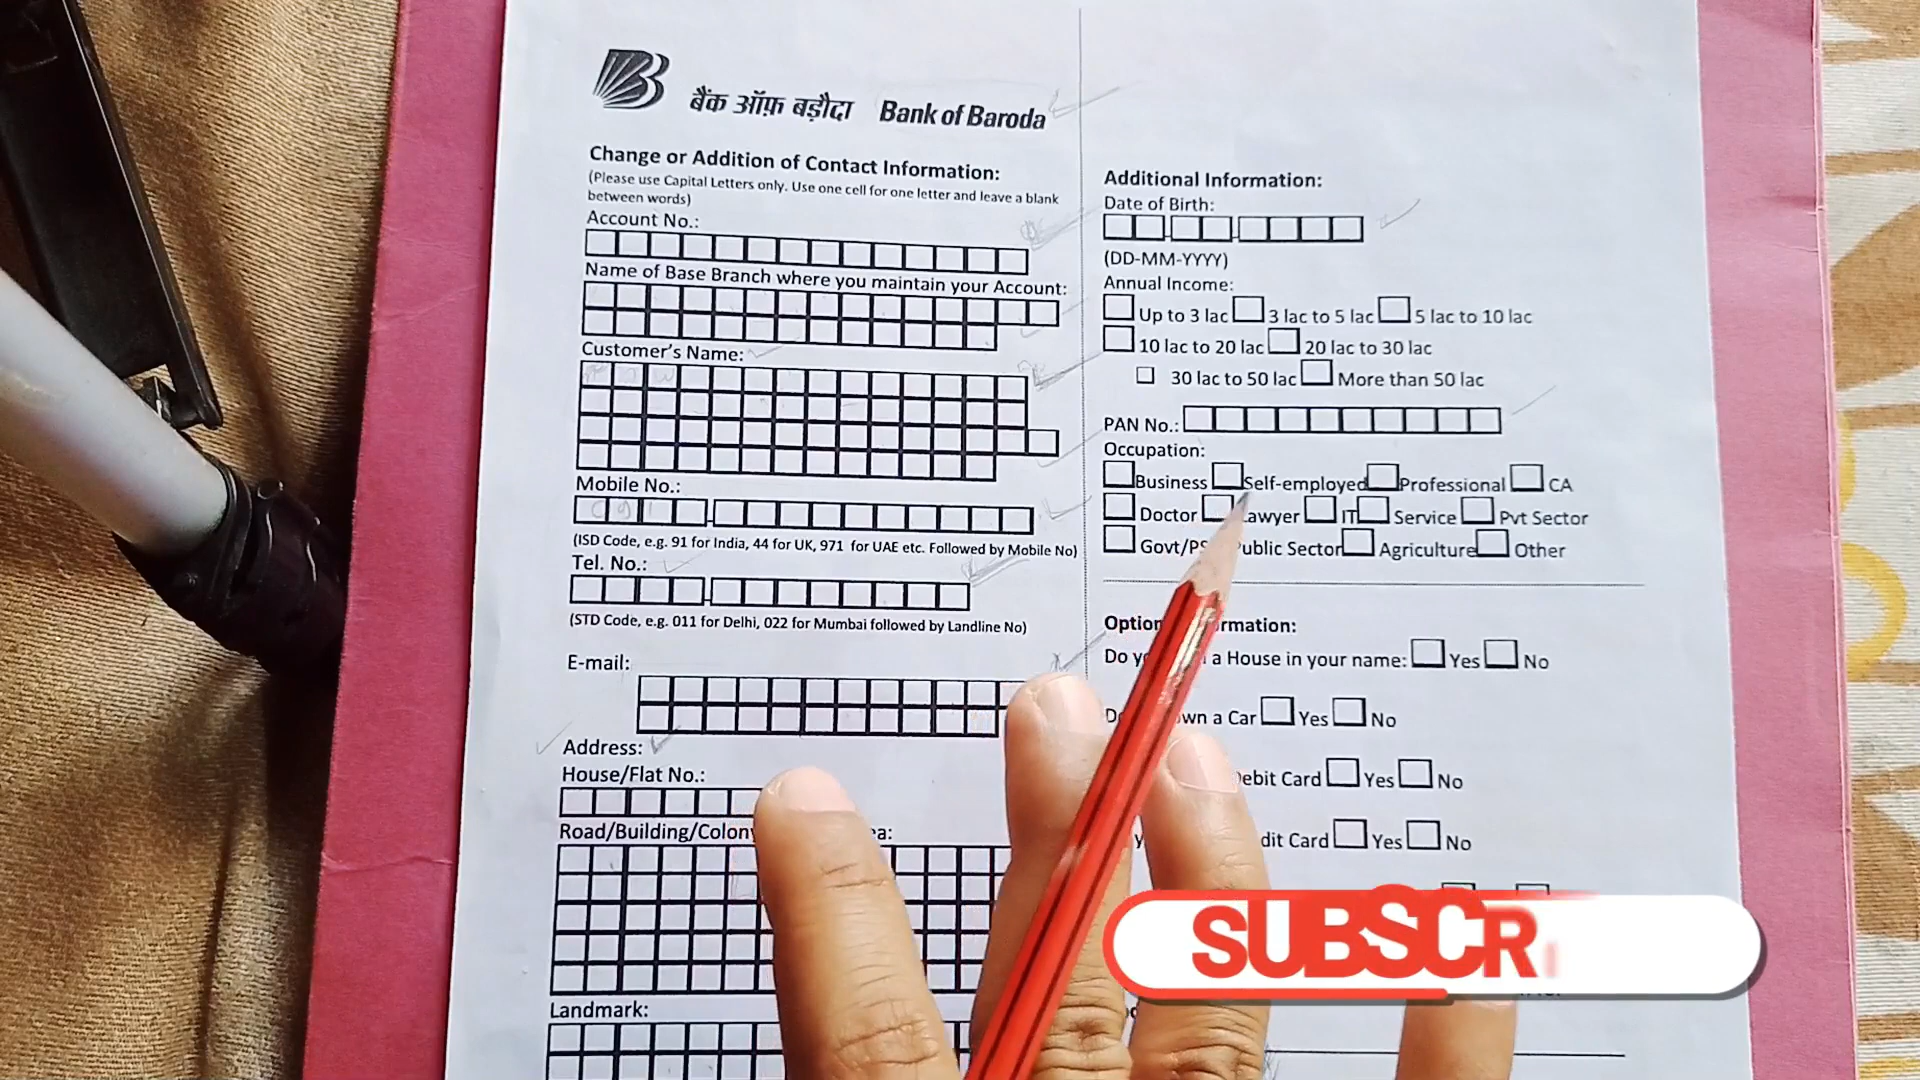 बैंक ऑफ़ बड़ौदा Bank of Baroda
Change or Addition of Contact Information:
(Please use Capital Letters only. Use one cell for one letter and leave a blank
between words)
Account No.:
Name of Base Branch where you maintain your Account:
Customer's Name:
Mobile No.:
(ISD Code, e.g. 91 for India, 44 for UK, 971 for UAE etc. Followed by Mobile No)
Tel. No.:
(STD Code, e.g. 011 for Delhi, 022 for Mumbai followed by Landline No)
E-mail:
Address:
House/Flat No.:
Road/Building/Colony
Landmark:
Additional Information:
Date of Birth:
(DD-MM-YYYY)
Annual Income:
Up to 3 lac 3 lac to 5 lac 5 lac to 10 lac
10 lac to 20 lac 20 lac to 30 lac
30 lac to 50 lac More than 50 lac
PAN No.:
Occupation:
Business Self-employed Professional CA
Doctor Lawyer IT Service Pvt Sector
Govt/PS Public Sector Agriculture Other
Option rmation:
Do a House in your name: Yes No
own a Car Yes No
Debit Card Yes No
dit Card Yes No
SUBSCR